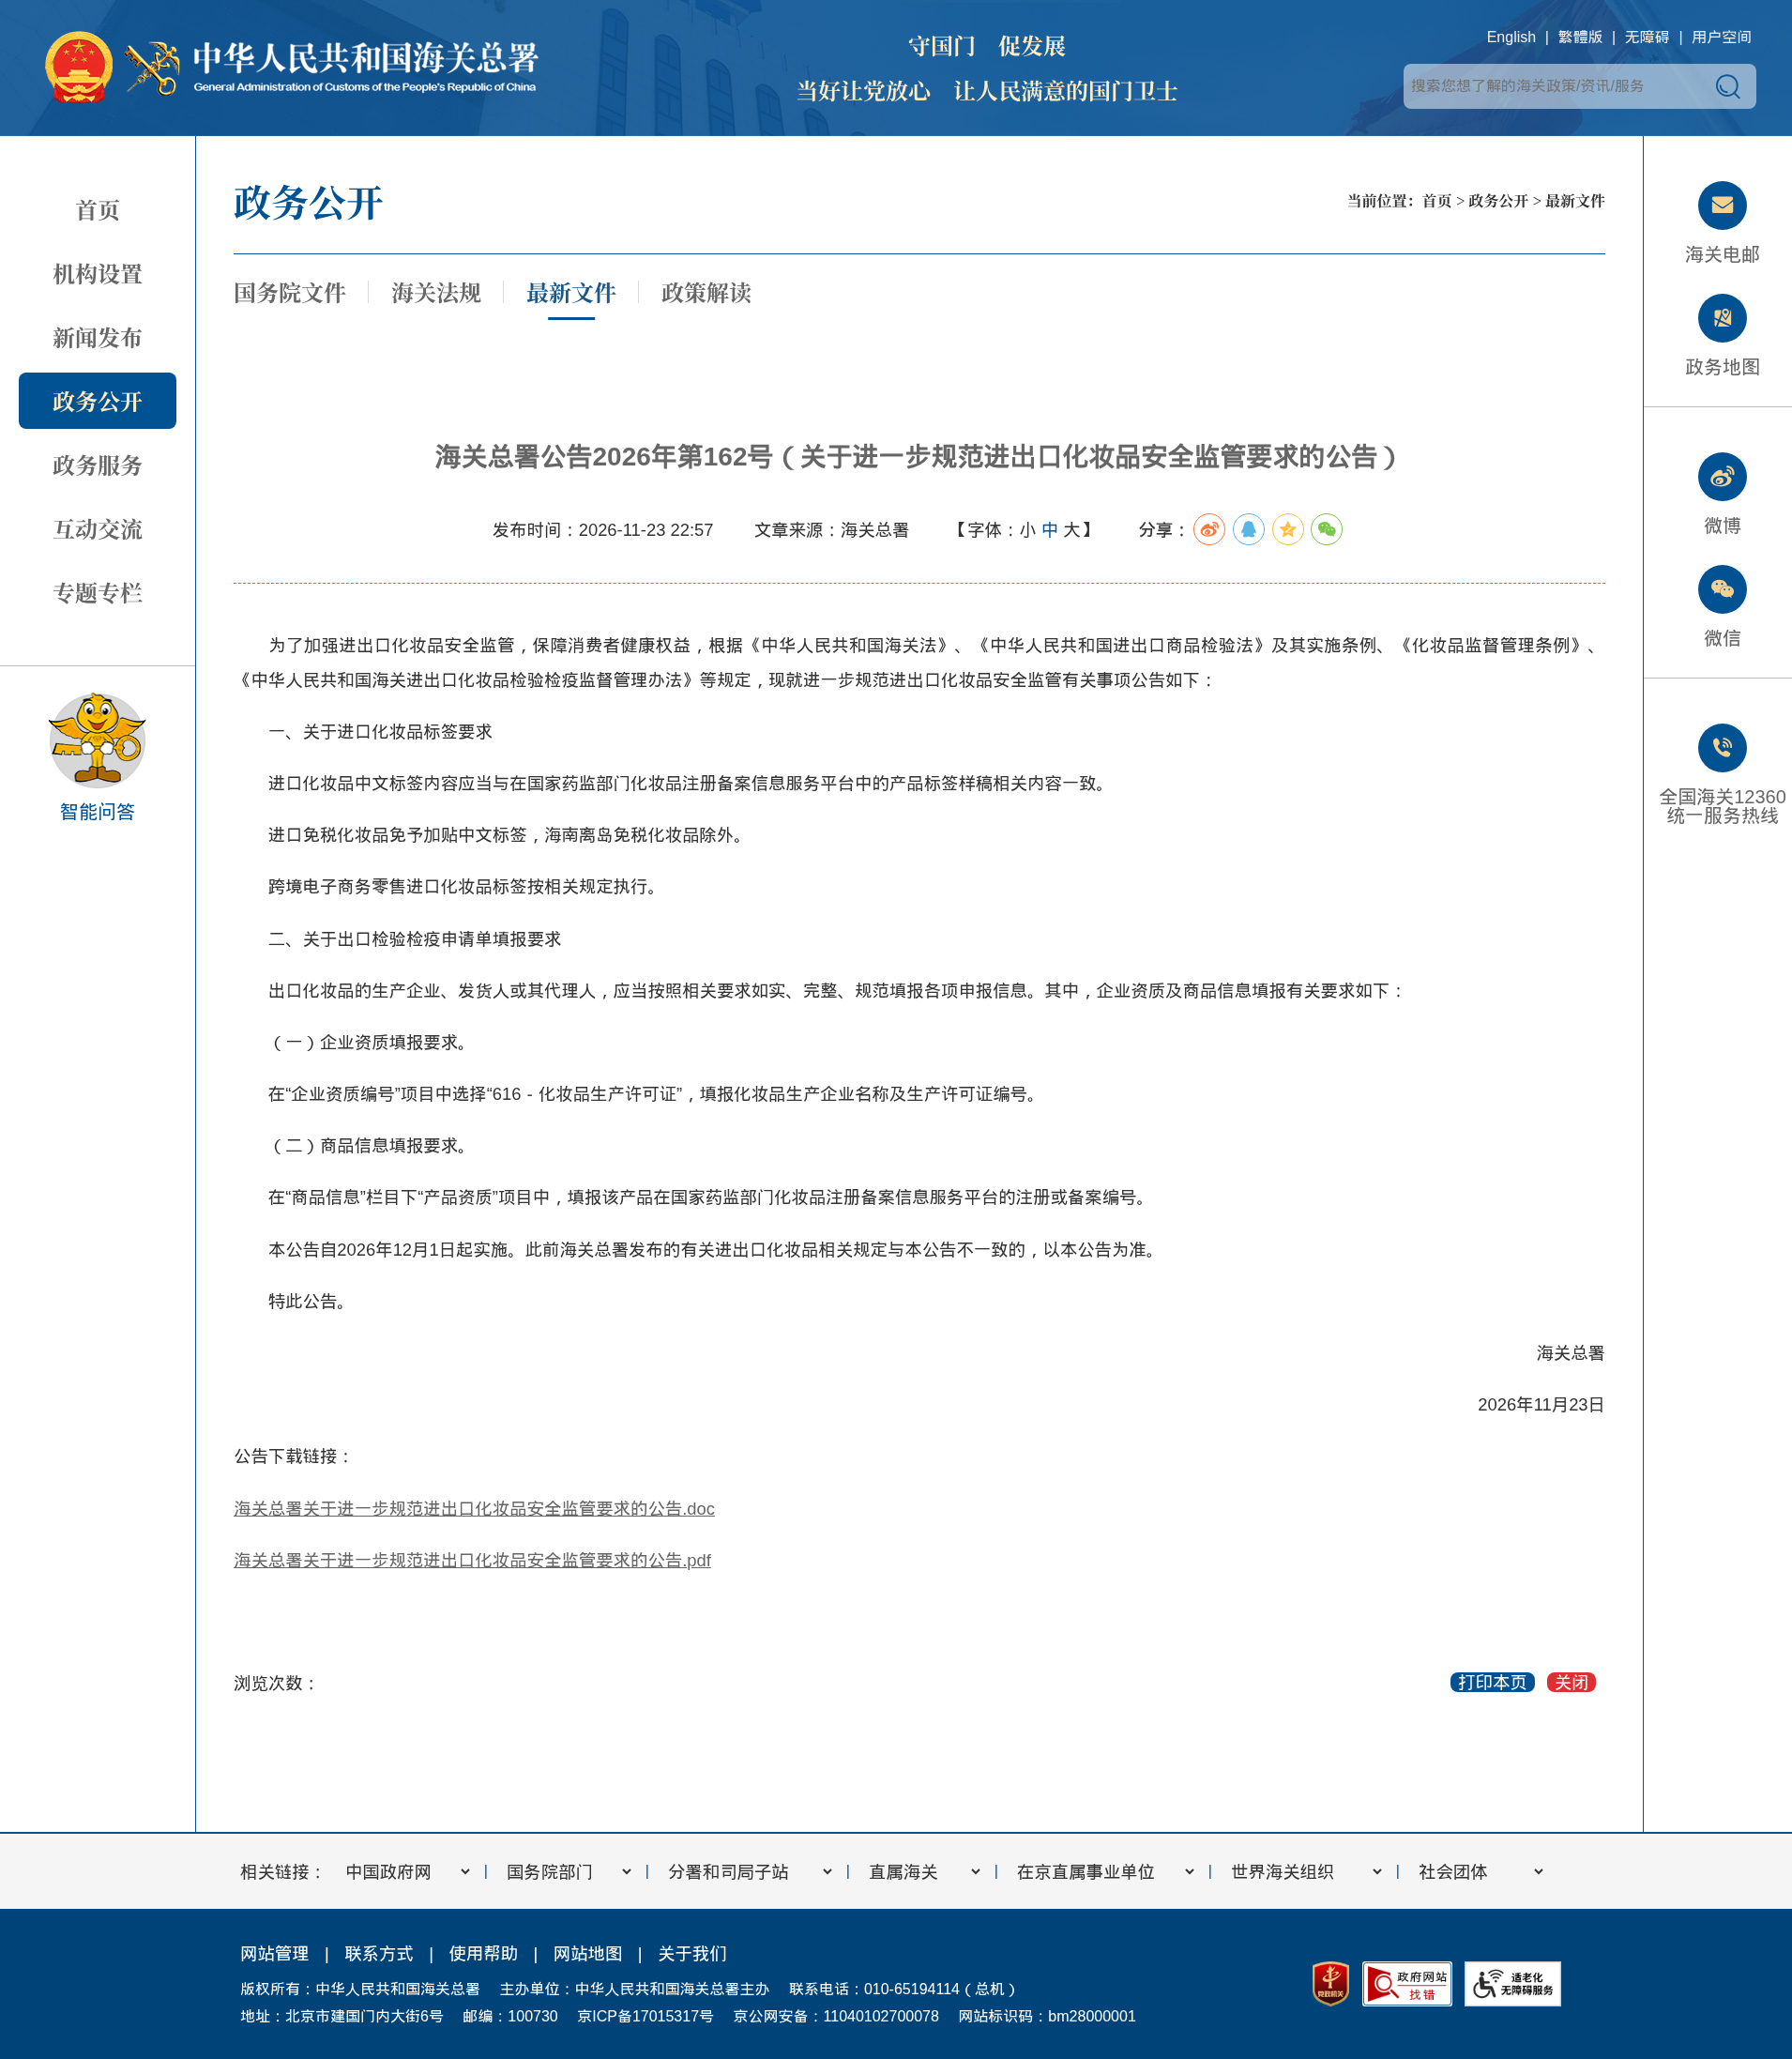 中华人民共和国海关总署
General Administration of Customs of the People's Republic of China
守国门　促发展
当好让党放心　让人民满意的国门卫士
English | 繁體版 | 无障碍 | 用户空间
搜索您想了解的海关政策/资讯/服务
首页
机构设置
新闻发布
政务公开
政务服务
互动交流
专题专栏
智能问答
政务公开
当前位置：首页 > 政务公开 > 最新文件
国务院文件　海关法规　最新文件　政策解读
海关总署公告2026年第162号（关于进一步规范进出口化妆品安全监管要求的公告）
发布时间：2026-11-23 22:57　文章来源：海关总署　【字体：小 中 大】　分享：
为了加强进出口化妆品安全监管，保障消费者健康权益，根据《中华人民共和国海关法》、《中华人民共和国进出口商品检验法》及其实施条例、《化妆品监督管理条例》、
《中华人民共和国海关进出口化妆品检验检疫监督管理办法》等规定，现就进一步规范进出口化妆品安全监管有关事项公告如下：
一、关于进口化妆品标签要求
进口化妆品中文标签内容应当与在国家药监部门化妆品注册备案信息服务平台中的产品标签样稿相关内容一致。
进口免税化妆品免予加贴中文标签，海南离岛免税化妆品除外。
跨境电子商务零售进口化妆品标签按相关规定执行。
二、关于出口检验检疫申请单填报要求
出口化妆品的生产企业、发货人或其代理人，应当按照相关要求如实、完整、规范填报各项申报信息。其中，企业资质及商品信息填报有关要求如下：
（一）企业资质填报要求。
在“企业资质编号”项目中选择“616 - 化妆品生产许可证”，填报化妆品生产企业名称及生产许可证编号。
（二）商品信息填报要求。
在“商品信息”栏目下“产品资质”项目中，填报该产品在国家药监部门化妆品注册备案信息服务平台的注册或备案编号。
本公告自2026年12月1日起实施。此前海关总署发布的有关进出口化妆品相关规定与本公告不一致的，以本公告为准。
特此公告。
海关总署
2026年11月23日
公告下载链接：
海关总署关于进一步规范进出口化妆品安全监管要求的公告.doc
海关总署关于进一步规范进出口化妆品安全监管要求的公告.pdf
浏览次数：
打印本页　关闭
海关电邮
政务地图
微博
微信
全国海关12360
统一服务热线
相关链接：　中国政府网 | 国务院部门 | 分署和司局子站 | 直属海关 | 在京直属事业单位 | 世界海关组织 | 社会团体
网站管理 | 联系方式 | 使用帮助 | 网站地图 | 关于我们
版权所有：中华人民共和国海关总署　主办单位：中华人民共和国海关总署主办　联系电话：010-65194114（总机）
地址：北京市建国门内大街6号　邮编：100730　京ICP备17015317号　京公网安备：11040102700078　网站标识码：bm28000001
党政机关
政府网站
找错
适老化
无障碍服务